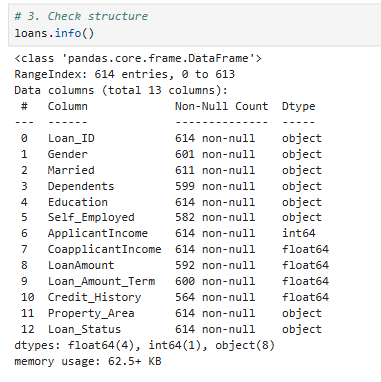 # 3. Check structure
loans.info()
<class 'pandas.core.frame.DataFrame'>
RangeIndex: 614 entries, 0 to 613
Data columns (total 13 columns):
 #   Column             Non-Null Count  Dtype
---  ------             --------------  -----
 0   Loan_ID            614 non-null    object
 1   Gender             601 non-null    object
 2   Married            611 non-null    object
 3   Dependents         599 non-null    object
 4   Education          614 non-null    object
 5   Self_Employed      582 non-null    object
 6   ApplicantIncome    614 non-null    int64
 7   CoapplicantIncome  614 non-null    float64
 8   LoanAmount         592 non-null    float64
 9   Loan_Amount_Term   600 non-null    float64
 10  Credit_History     564 non-null    float64
 11  Property_Area      614 non-null    object
 12  Loan_Status        614 non-null    object
dtypes: float64(4), int64(1), object(8)
memory usage: 62.5+ KB